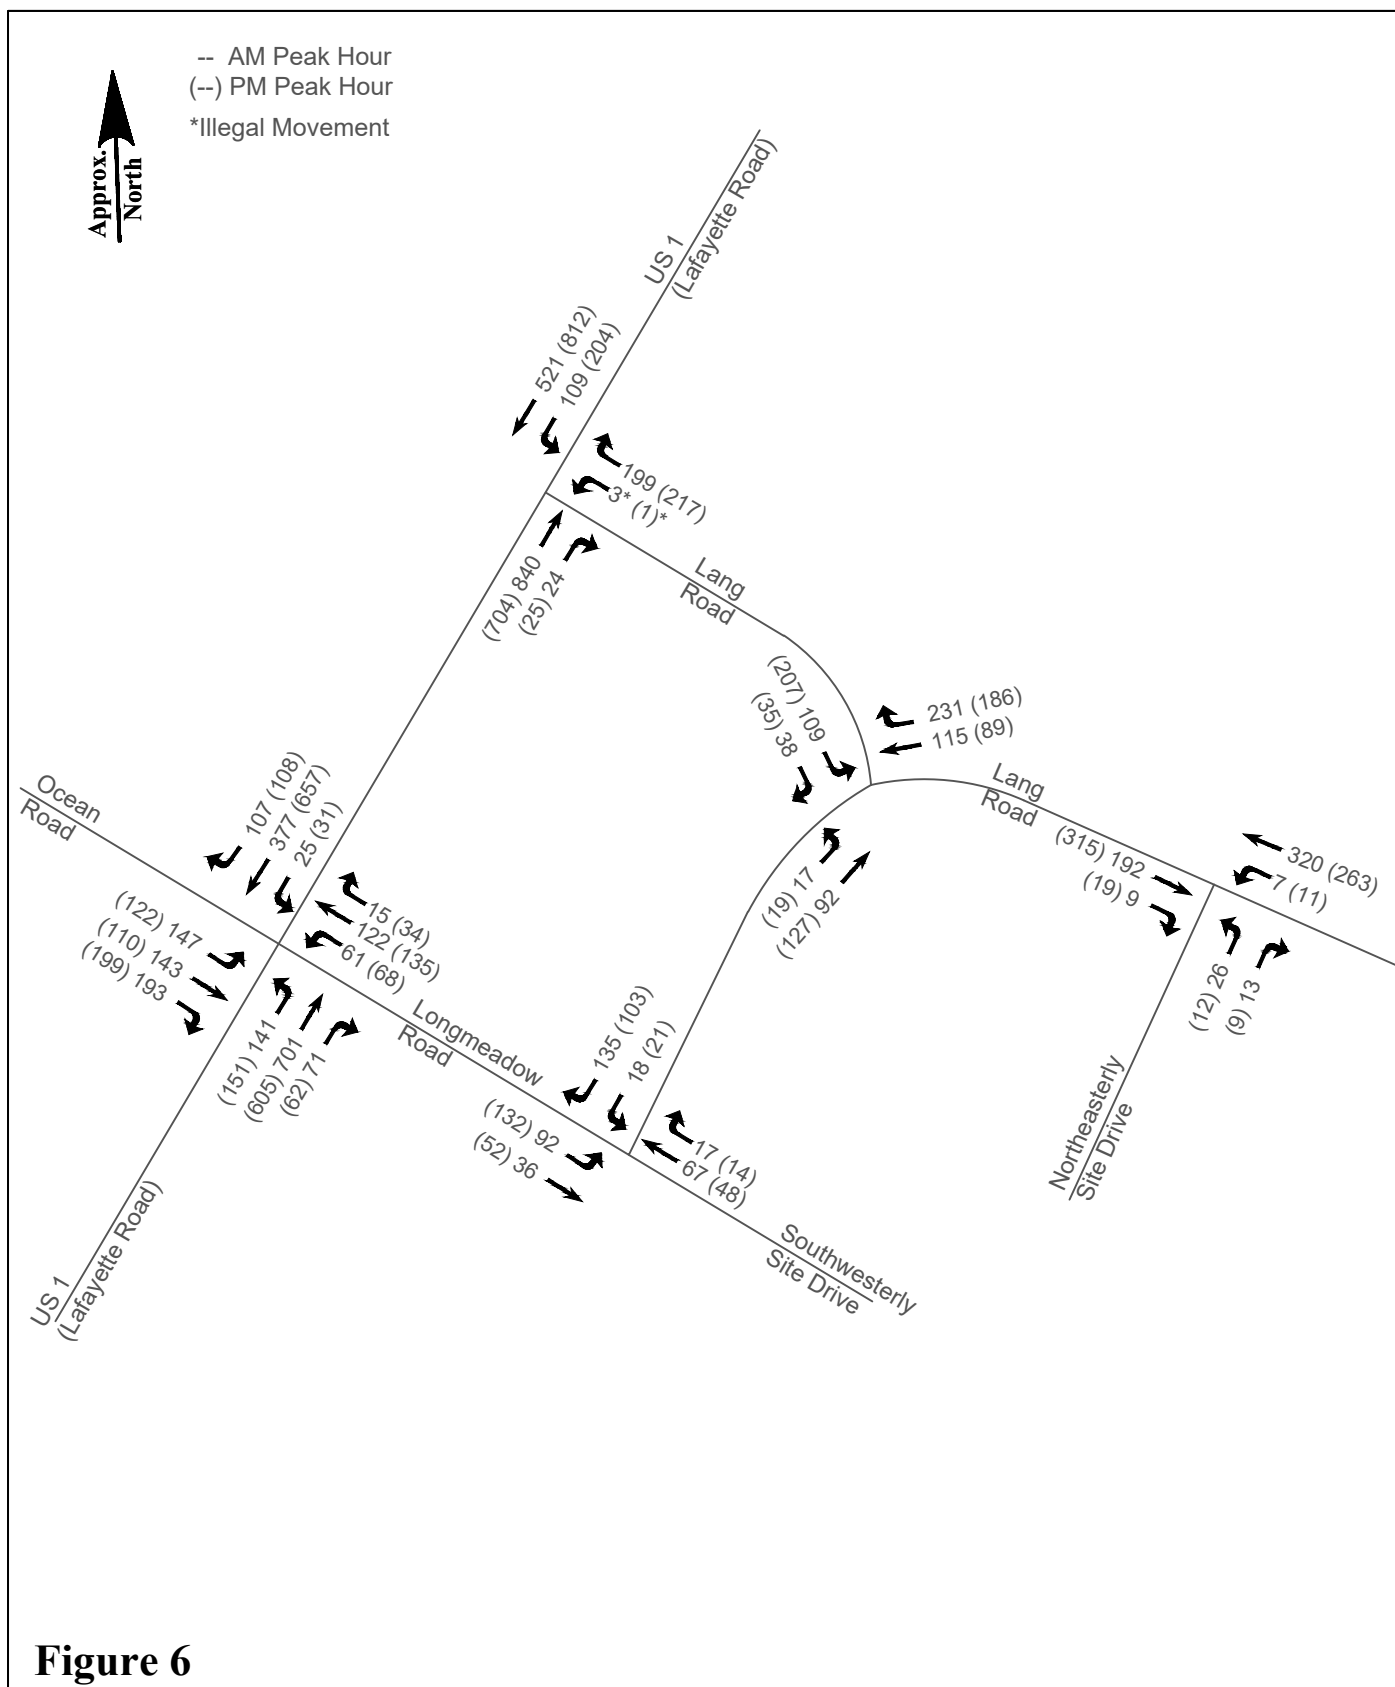 -- AM Peak Hour
(--) PM Peak Hour
*Illegal Movement
Approx.
North
US 1
(Lafayette Road)
521 (812)
109 (204)
199 (217)
3* (1)*
(704) 840
(25) 24
Lang
Road
(207) 109
(35) 38
231 (186)
115 (89)
Lang
Road
(315) 192
(19) 9
320 (263)
7 (11)
(19) 17
(127) 92
(12) 26
(9) 13
Northeasterly
Site Drive
Ocean
Road
107 (108)
377 (657)
25 (31)
(122) 147
(110) 143
(199) 193
15 (34)
122 (135)
61 (68)
(151) 141
(605) 701
(62) 71
Longmeadow
Road
135 (103)
18 (21)
(132) 92
(52) 36
17 (14)
67 (48)
Southwesterly
Site Drive
US 1
(Lafayette Road)
Figure 6